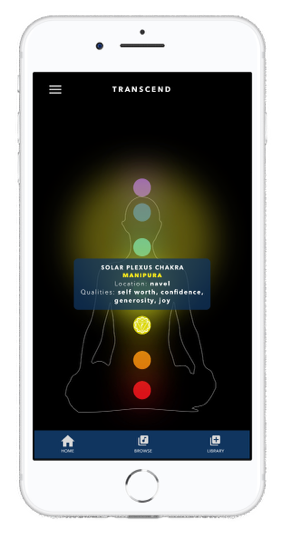 TRANSCEND
SOLAR PLEXUS CHAKRA
MANIPURA
Location: navel
Qualities: self worth, confidence,
generosity, joy
HOME
BROWSE
LIBRARY